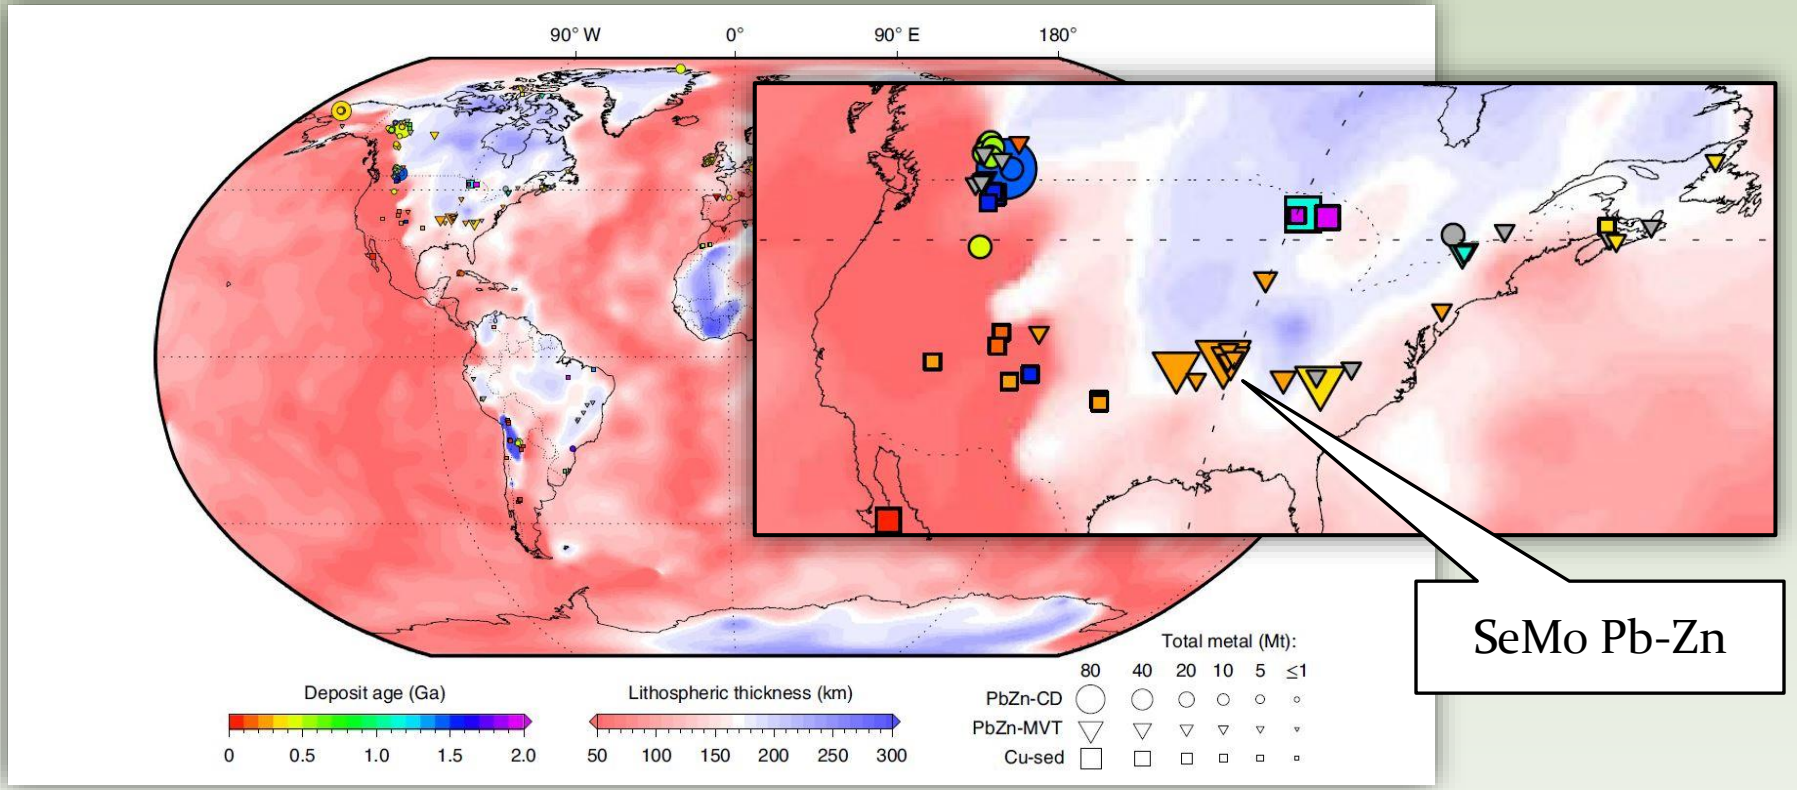 90° W 0° 90° E 180°
SeMo Pb-Zn
Deposit age (Ga)
0 0.5 1.0 1.5 2.0
Lithospheric thickness (km)
50 100 150 200 250 300
Total metal (Mt):
80 40 20 10 5 ≤1
PbZn-CD
PbZn-MVT
Cu-sed